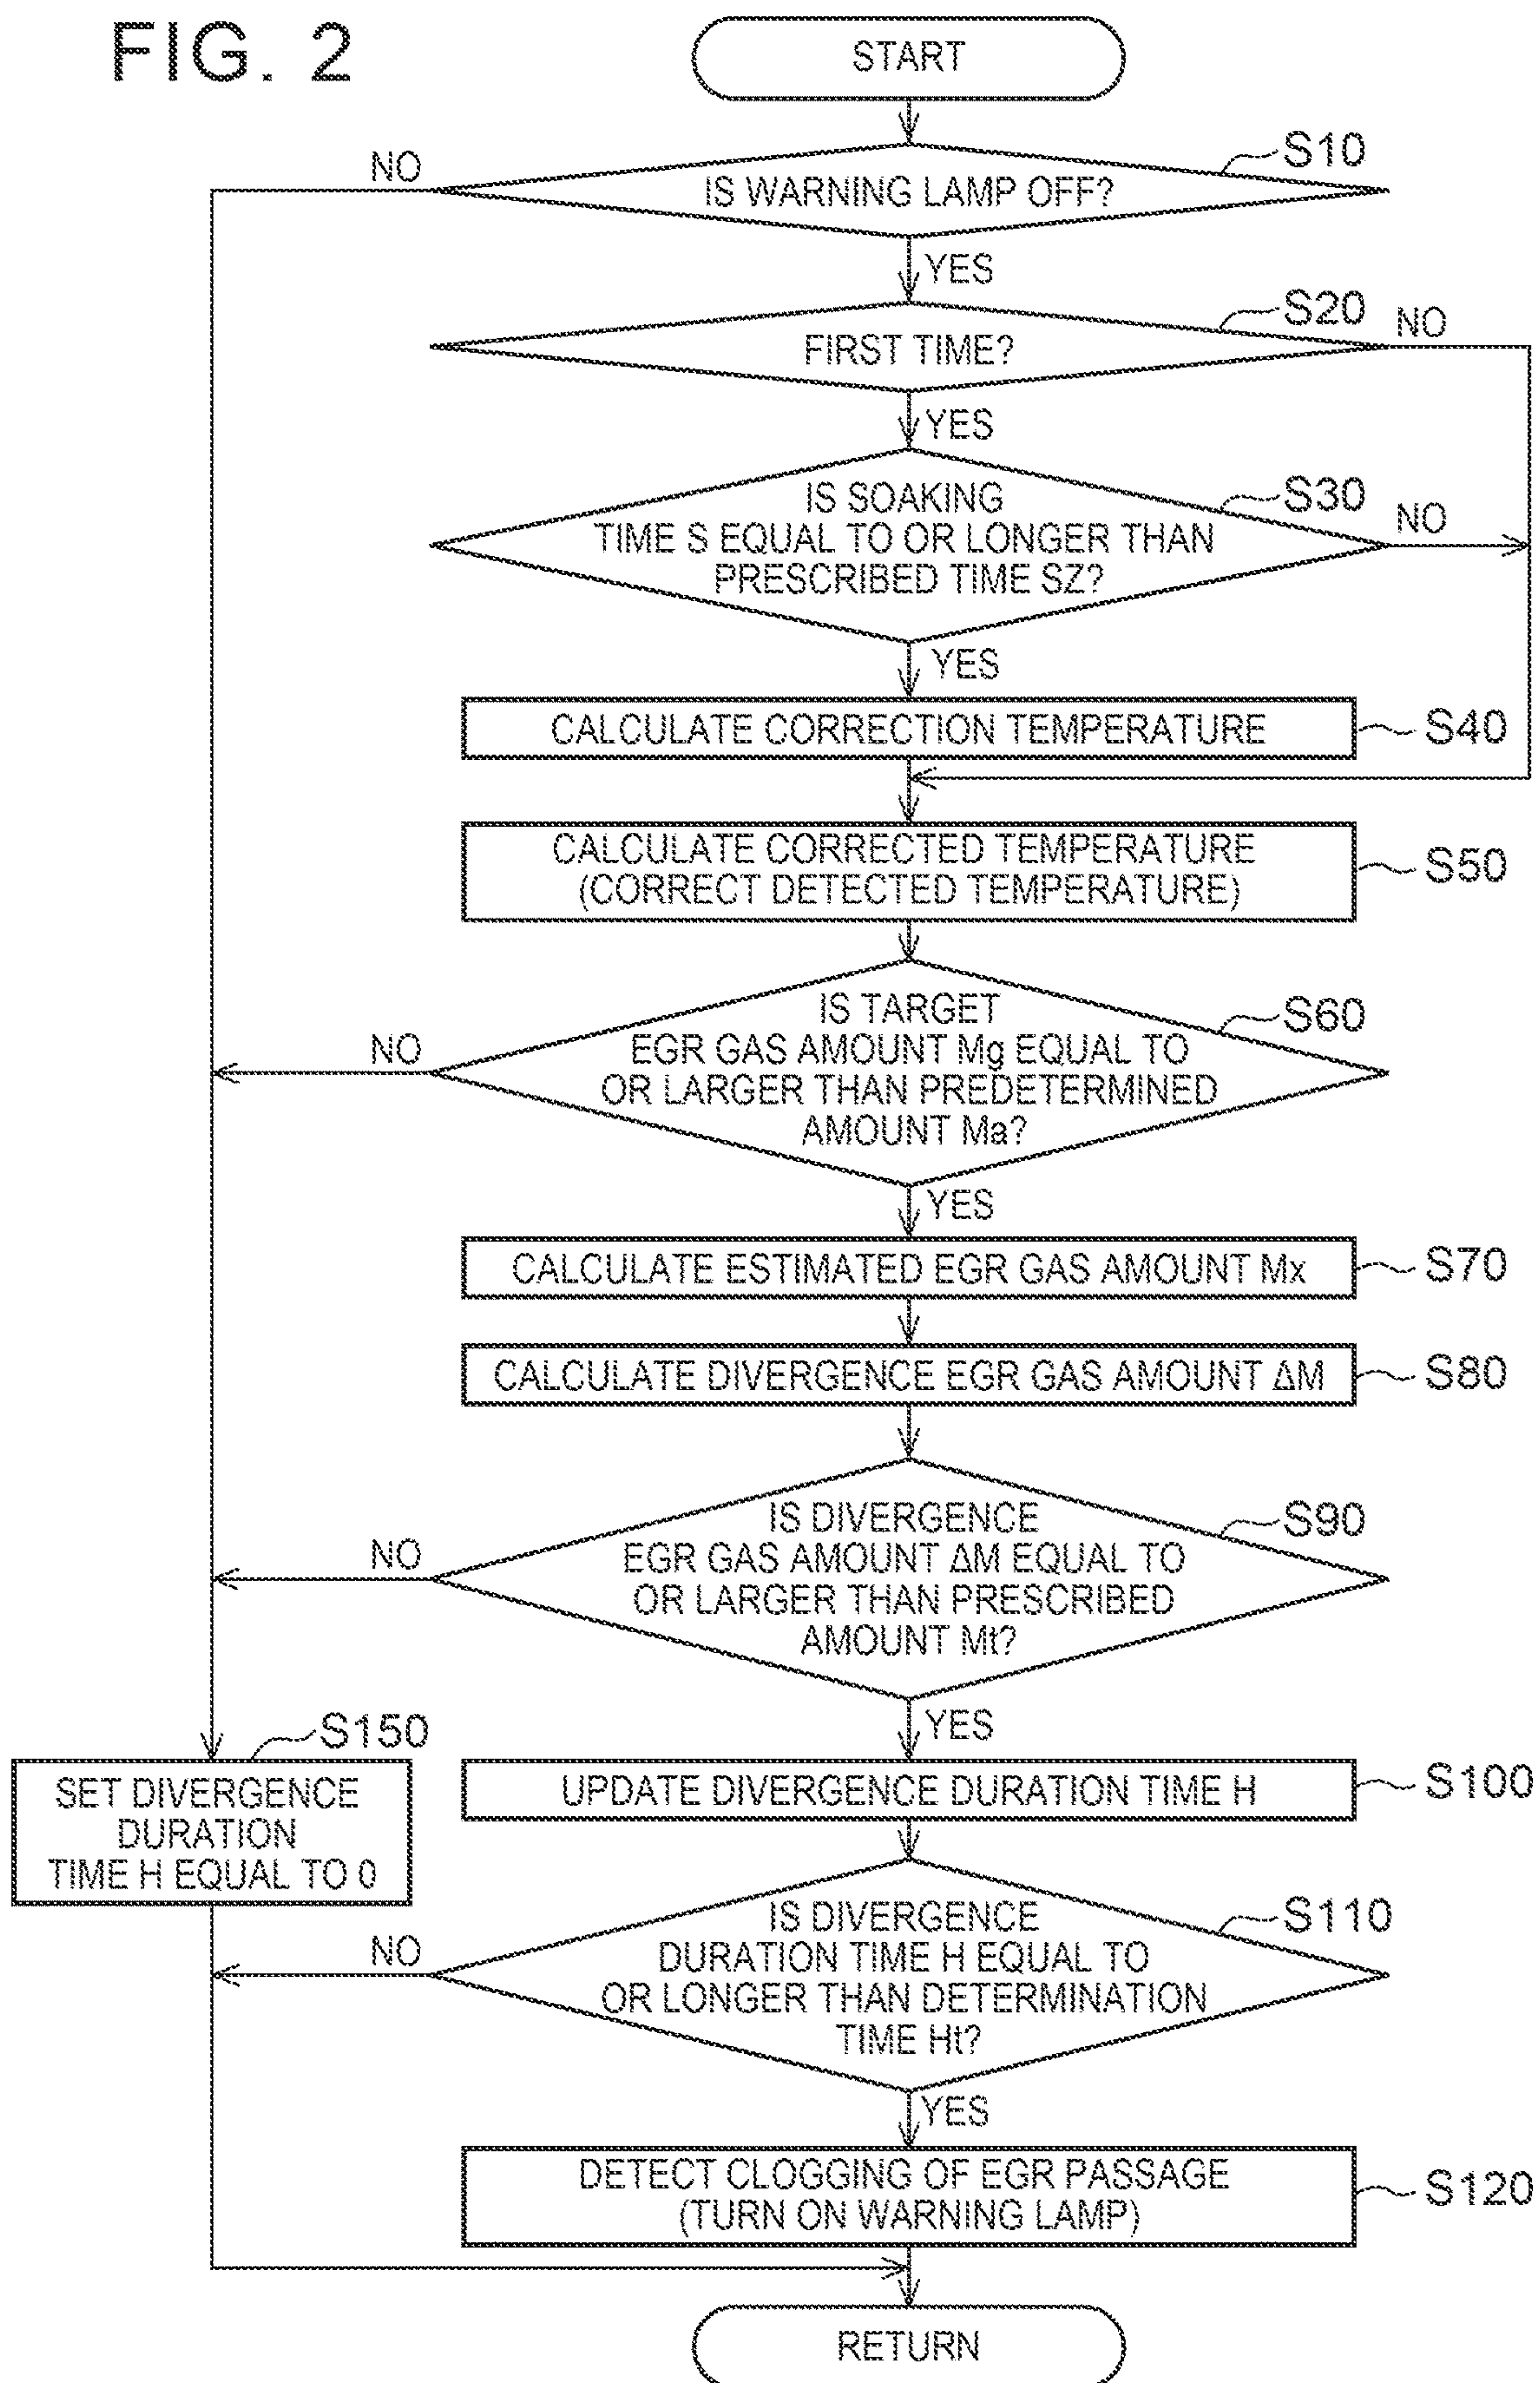 FIG. 2
START
S10
NO
IS WARNING LAMP OFF?
YES
S20
NO
FIRST TIME?
YES
S30
IS SOAKING
TIME S EQUAL TO OR LONGER THAN
PRESCRIBED TIME SZ?
NO
YES
CALCULATE CORRECTION TEMPERATURE
S40
CALCULATE CORRECTED TEMPERATURE
(CORRECT DETECTED TEMPERATURE)
S50
IS TARGET
EGR GAS AMOUNT Mg EQUAL TO
OR LARGER THAN PREDETERMINED
AMOUNT Ma?
S60
NO
YES
CALCULATE ESTIMATED EGR GAS AMOUNT Mx
S70
CALCULATE DIVERGENCE EGR GAS AMOUNT ΔM
S80
IS DIVERGENCE
EGR GAS AMOUNT ΔM EQUAL TO
OR LARGER THAN PRESCRIBED
AMOUNT Mt?
S90
NO
YES
S150
SET DIVERGENCE
DURATION
TIME H EQUAL TO 0
UPDATE DIVERGENCE DURATION TIME H
S100
IS DIVERGENCE
DURATION TIME H EQUAL TO
OR LONGER THAN DETERMINATION
TIME Ht?
S110
NO
YES
DETECT CLOGGING OF EGR PASSAGE
(TURN ON WARNING LAMP)
S120
RETURN